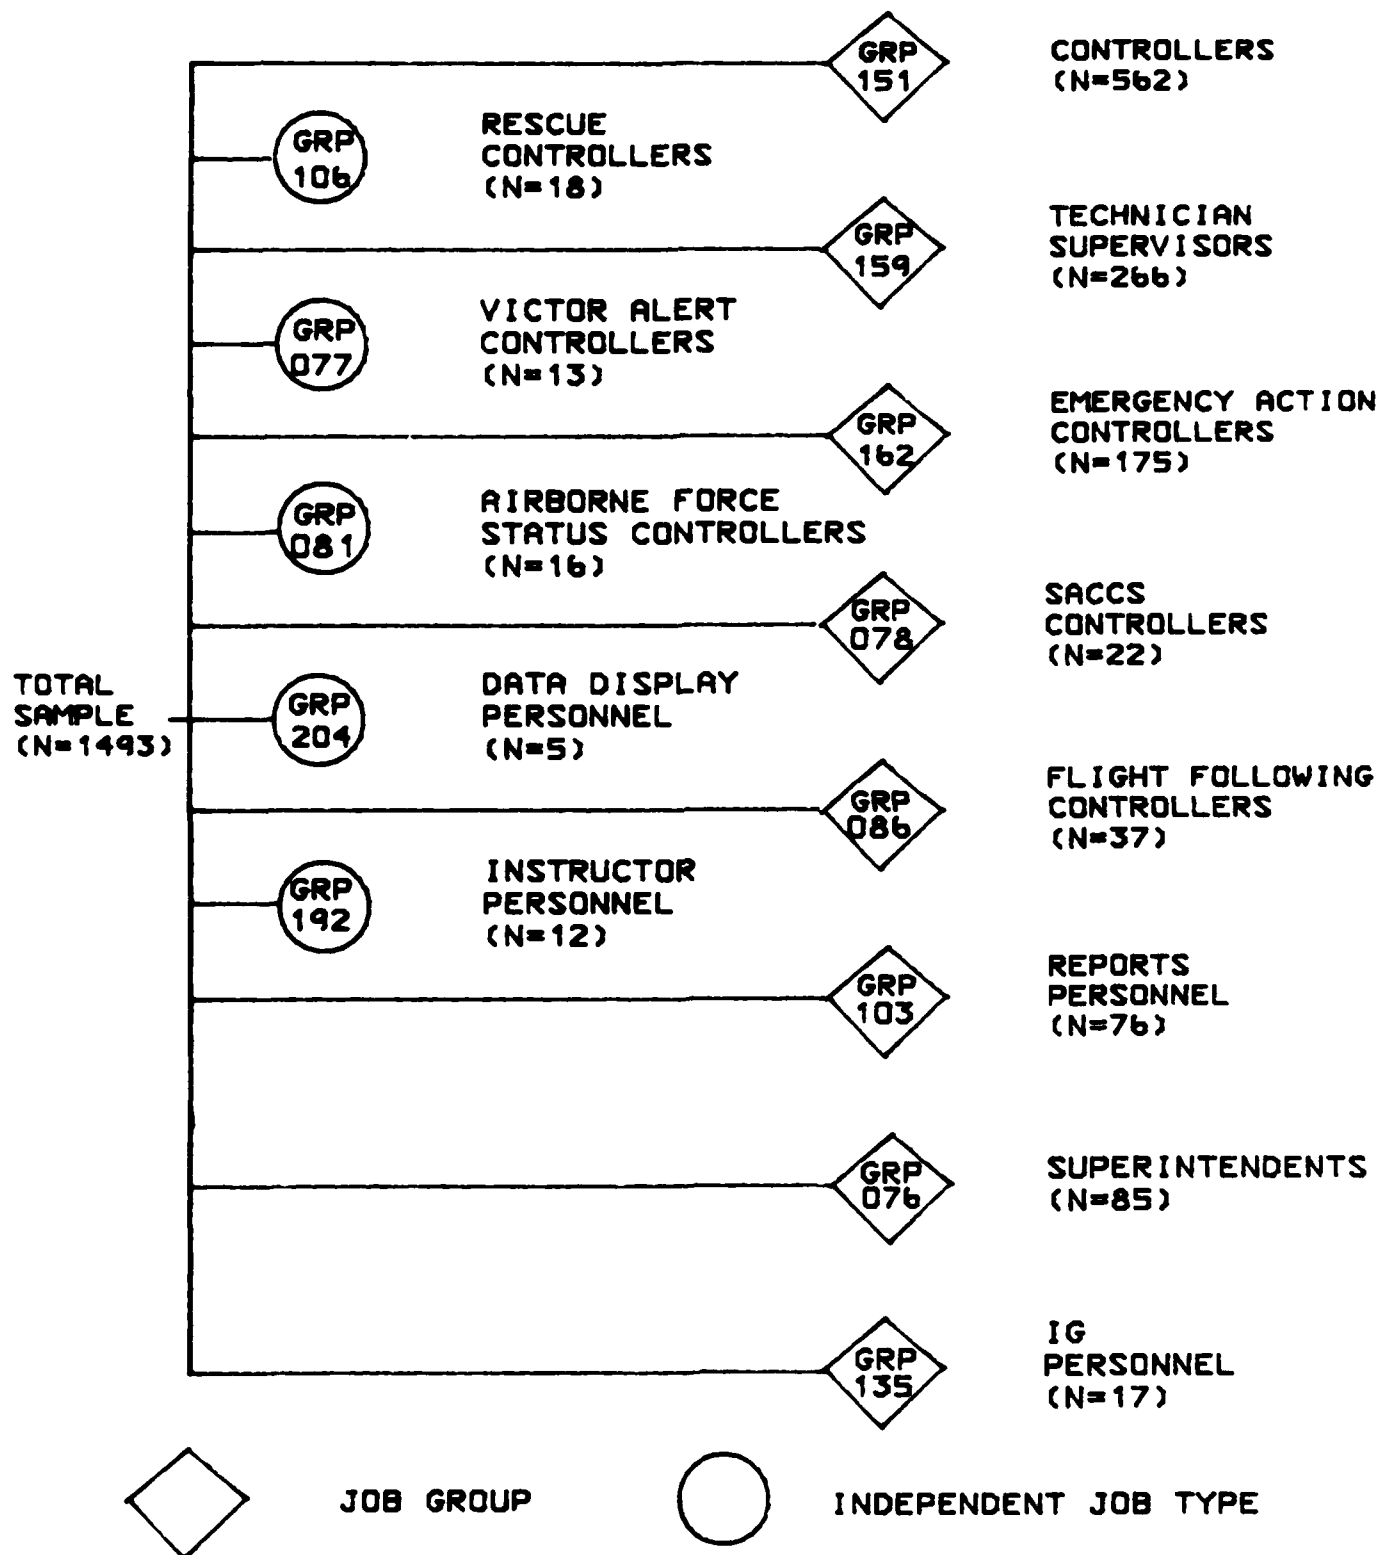 GRP
151
CONTROLLERS
(N=562)
GRP
106
RESCUE
CONTROLLERS
(N=18)
GRP
159
TECHNICIAN
SUPERVISORS
(N=266)
GRP
077
VICTOR ALERT
CONTROLLERS
(N=13)
GRP
162
EMERGENCY ACTION
CONTROLLERS
(N=175)
GRP
081
AIRBORNE FORCE
STATUS CONTROLLERS
(N=16)
GRP
078
SACCS
CONTROLLERS
(N=22)
TOTAL
SAMPLE
(N=1493)
GRP
204
DATA DISPLAY
PERSONNEL
(N=5)
GRP
086
FLIGHT FOLLOWING
CONTROLLERS
(N=37)
GRP
192
INSTRUCTOR
PERSONNEL
(N=12)
GRP
103
REPORTS
PERSONNEL
(N=76)
GRP
076
SUPERINTENDENTS
(N=85)
GRP
135
IG
PERSONNEL
(N=17)
JOB GROUP
INDEPENDENT JOB TYPE